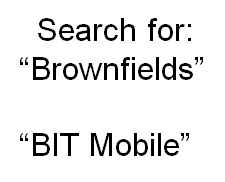 Search for:
“Brownfields”
“BIT Mobile”